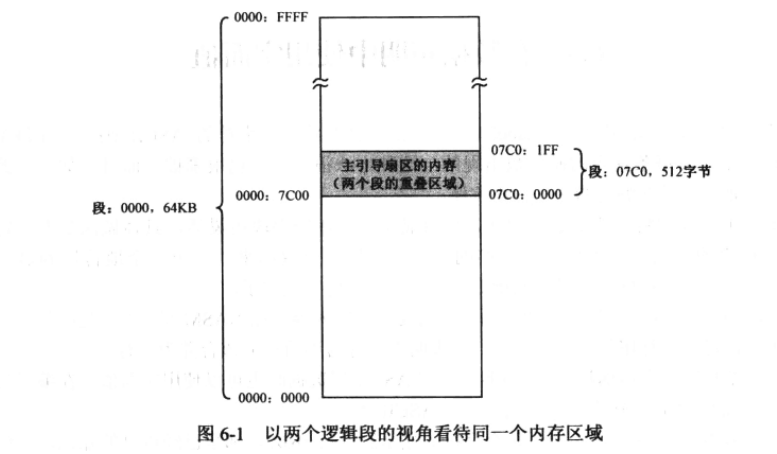 0000：FFFF
07C0：1FF
主引导扇区的内容
（两个段的重叠区域）
段：07C0，512字节
0000：7C00
07C0：0000
段：0000，64KB
0000：0000
图 6-1 以两个逻辑段的视角看待同一个内存区域